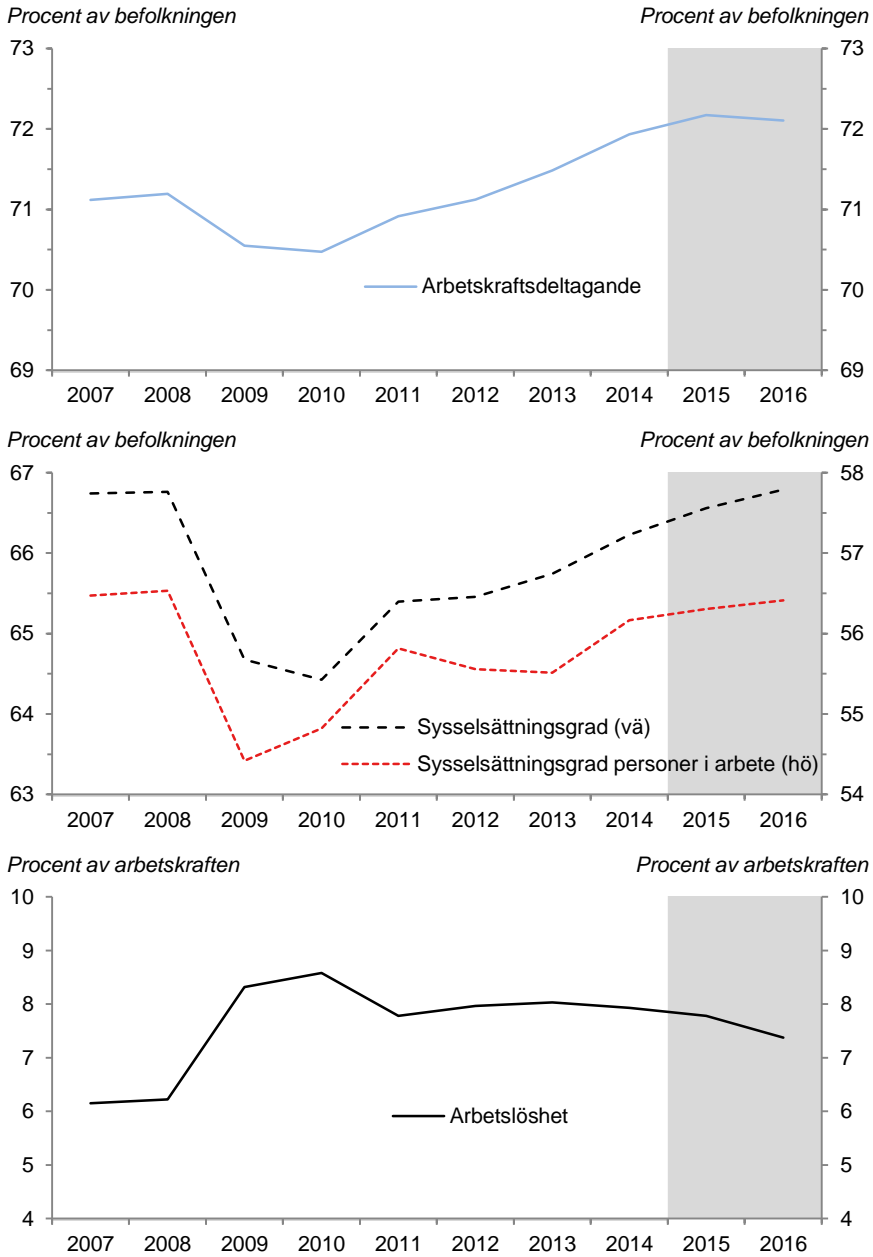 Procent av befolkningen Procent av befolkningen
73 73
72 72
71 71
70 70
Arbetskraftsdeltagande
69 69
2007 2008 2009 2010 2011 2012 2013 2014 2015 2016
Procent av befolkningen Procent av befolkningen
67 58
66 57
65 56
64 55
Sysselsättningsgrad (vä)
Sysselsättningsgrad personer i arbete (hö)
63 54
2007 2008 2009 2010 2011 2012 2013 2014 2015 2016
Procent av arbetskraften Procent av arbetskraften
10 10
9 9
8 8
7 7
6 6
Arbetslöshet
5 5
4 4
2007 2008 2009 2010 2011 2012 2013 2014 2015 2016